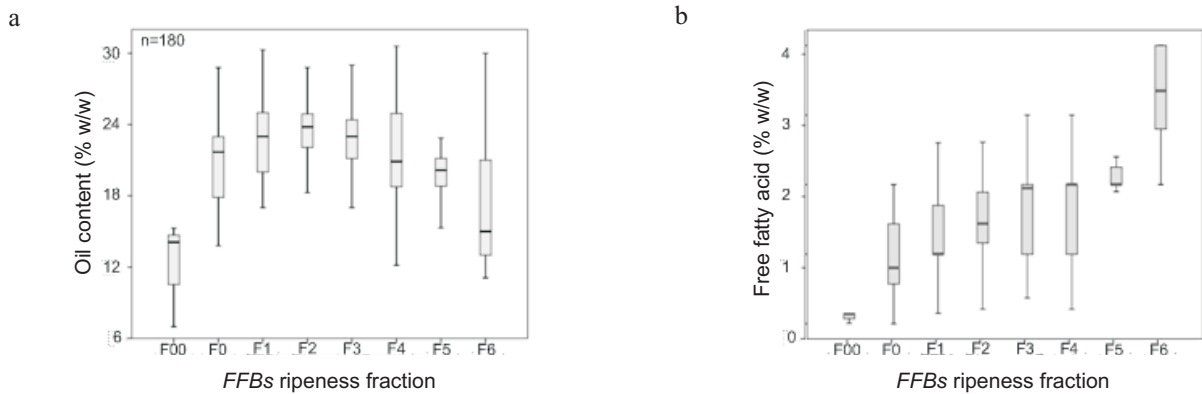 a
n=180
Oil content (% w/w)
30
24
18
12
6
F00 F0 F1 F2 F3 F4 F5 F6
FFBs ripeness fraction
b
Free fatty acid (% w/w)
4
3
2
1
0
F00 F0 F1 F2 F3 F4 F5 F6
FFBs ripeness fraction